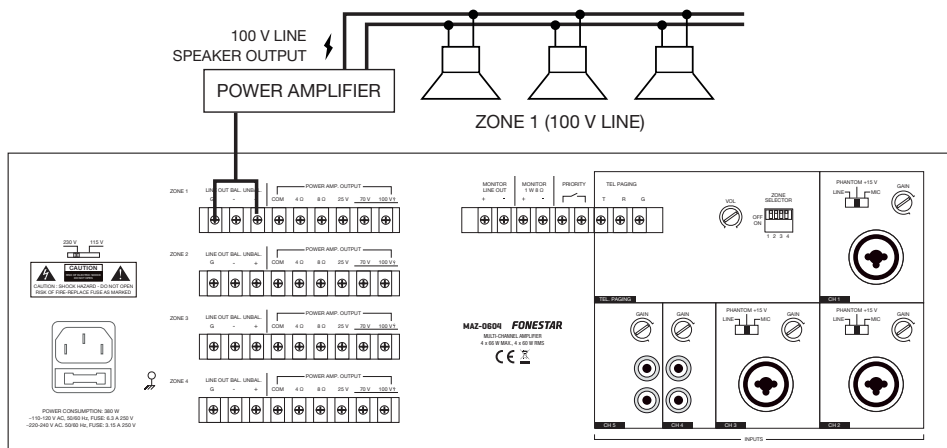 100 V LINE
SPEAKER OUTPUT
POWER AMPLIFIER
ZONE 1 (100 V LINE)
ZONE 1
LINE OUT BAL. UNBAL.
G - +
POWER AMP. OUTPUT
COM 4 Ω 8 Ω 25 V 70 V 100 V
ZONE 2
LINE OUT BAL. UNBAL.
G - +
POWER AMP. OUTPUT
COM 4 Ω 8 Ω 25 V 70 V 100 V
ZONE 3
LINE OUT BAL. UNBAL.
G - +
POWER AMP. OUTPUT
COM 4 Ω 8 Ω 25 V 70 V 100 V
ZONE 4
LINE OUT BAL. UNBAL.
G - +
POWER AMP. OUTPUT
COM 4 Ω 8 Ω 25 V 70 V 100 V
230 V 115 V
CAUTION
CAUTION : SHOCK HAZARD - DO NOT OPEN
RISK OF FIRE-REPLACE FUSE AS MARKED
POWER CONSUMPTION: 380 W
~110-120 V AC, 50/60 Hz, FUSE: 6.3 A 250 V
~220-240 V AC. 50/60 Hz, FUSE: 3.15 A 250 V
MONITOR
LINE OUT
+ -
MONITOR
1 W 8 Ω
+ -
PRIORITY
TEL PAGING
T R G
VOL
ZONE
SELECTOR
OFF
ON
1 2 3 4
TEL. PAGING
PHANTOM +15 V
LINE MIC
GAIN
CH 1
MAZ-0604 FONESTAR
MULTI-CHANNEL AMPLIFIER
4 x 66 W MAX., 4 x 60 W RMS
CE
GAIN
CH 5
GAIN
CH 4
PHANTOM +15 V
LINE MIC
GAIN
CH 3
PHANTOM +15 V
LINE MIC
GAIN
CH 2
INPUTS